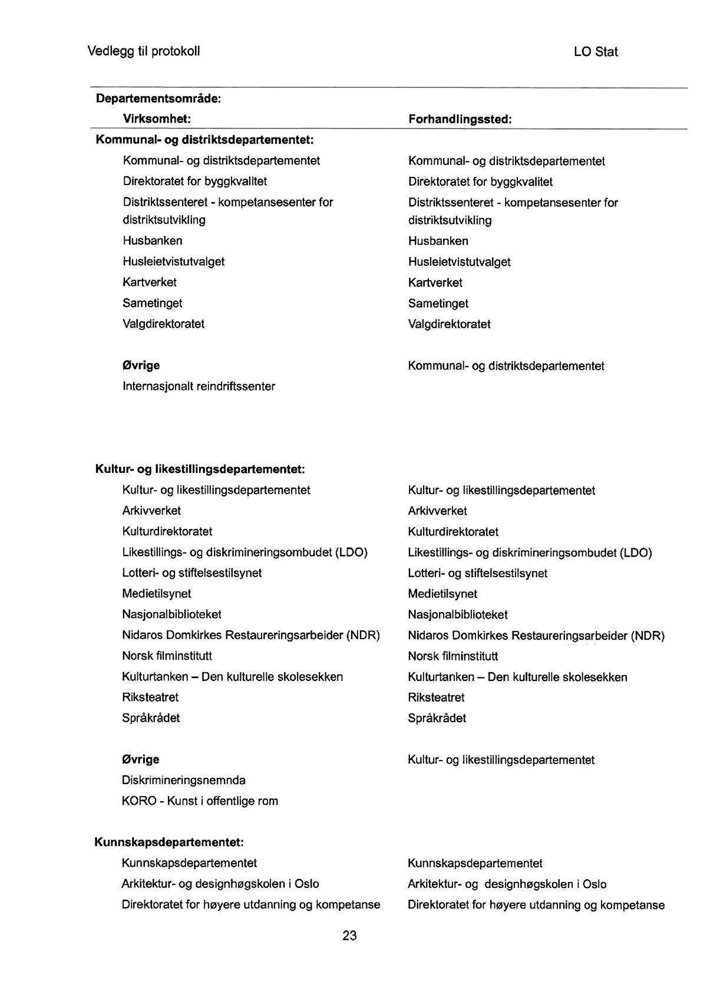 Vedlegg til protokoll LO Stat
Departementsområde:
Virksomhet: Forhandlingssted:
Kommunal- og distriktsdepartementet:
Kommunal- og distriktsdepartementet Kommunal- og distriktsdepartementet
Direktoratet for byggkvalitet Direktoratet for byggkvalitet
Distriktssenteret - kompetansesenter for Distriktssenteret - kompetansesenter for
distriktsutvikling distriktsutvikling
Husbanken Husbanken
Husleietvistutvalget Husleietvistutvalget
Kartverket Kartverket
Sametinget Sametinget
Valgdirektoratet Valgdirektoratet
Øvrige Kommunal- og distriktsdepartementet
Internasjonalt reindriftssenter
Kultur- og likestillingsdepartementet:
Kultur- og likestillingsdepartementet Kultur- og likestillingsdepartementet
Arkivverket Arkivverket
Kulturdirektoratet Kulturdirektoratet
Likestillings- og diskrimineringsombudet (LDO) Likestillings- og diskrimineringsombudet (LDO)
Lotteri- og stiftelsestilsynet Lotteri- og stiftelsestilsynet
Medietilsynet Medietilsynet
Nasjonalbiblioteket Nasjonalbiblioteket
Nidaros Domkirkes Restaureringsarbeider (NDR) Nidaros Domkirkes Restaureringsarbeider (NDR)
Norsk filminstitutt Norsk filminstitutt
Kulturtanken – Den kulturelle skolesekken Kulturtanken – Den kulturelle skolesekken
Riksteatret Riksteatret
Språkrådet Språkrådet
Øvrige Kultur- og likestillingsdepartementet
Diskrimineringsnemnda
KORO - Kunst i offentlige rom
Kunnskapsdepartementet:
Kunnskapsdepartementet Kunnskapsdepartementet
Arkitektur- og designhøgskolen i Oslo Arkitektur- og designhøgskolen i Oslo
Direktoratet for høyere utdanning og kompetanse Direktoratet for høyere utdanning og kompetanse
23